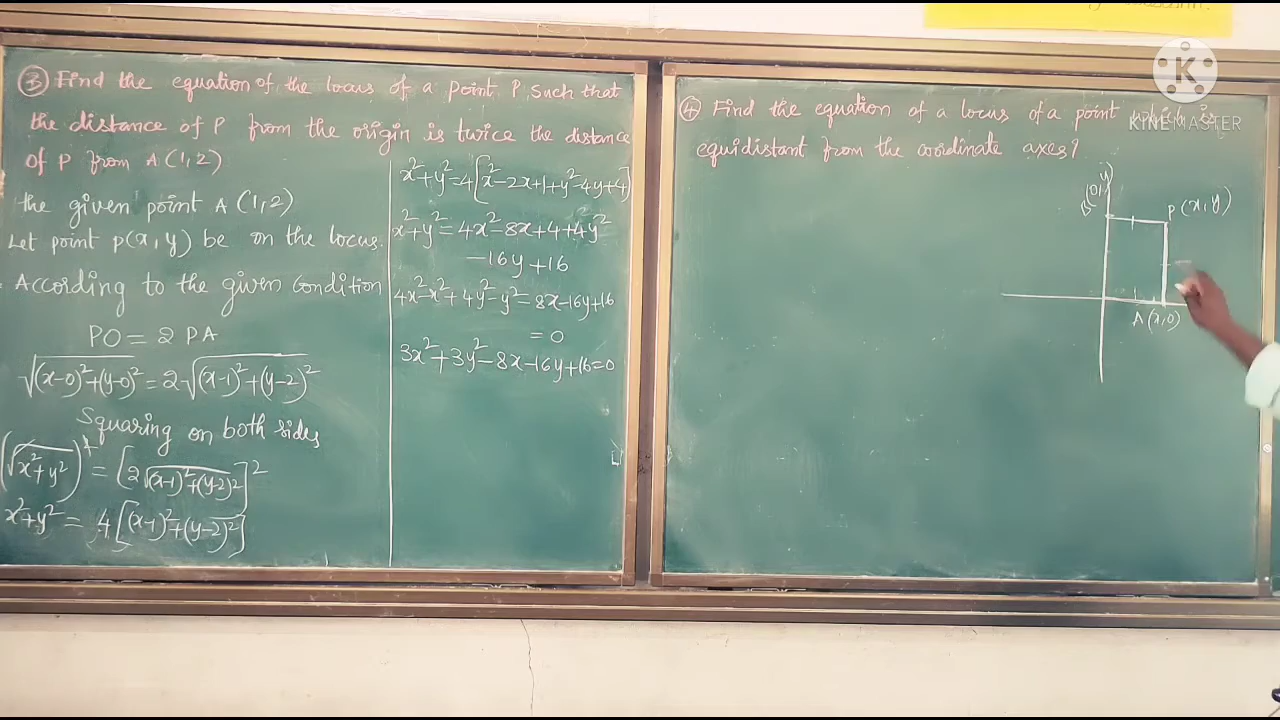 ③ Find the equation of the locus of a point P such that
the distance of P from the origin is twice the distance
of P from A(1,2)
the given point A (1,2)
Let point p(x,y) be on the locus.
According to the given condition
PO = 2 PA
√(x-0)²+(y-0)² = 2√(x-1)²+(y-2)²
Squaring on both sides
(√x²+y²)² = [2√(x-1)²+(y-2)²]²
x²+y² = 4[(x-1)²+(y-2)²]
x²+y²=4[x²-2x+1+y²-4y+4]
x²+y²=4x²-8x+4+4y²
-16y+16
4x²-x²+4y²-y²=8x-16y+16
=0
3x²+3y²-8x-16y+16=0
④ Find the equation of a locus of a point which is
equidistant from the coordinate axes?
y
B(0,y)
P(x,y)
A(x,0)
K
KINEMASTER